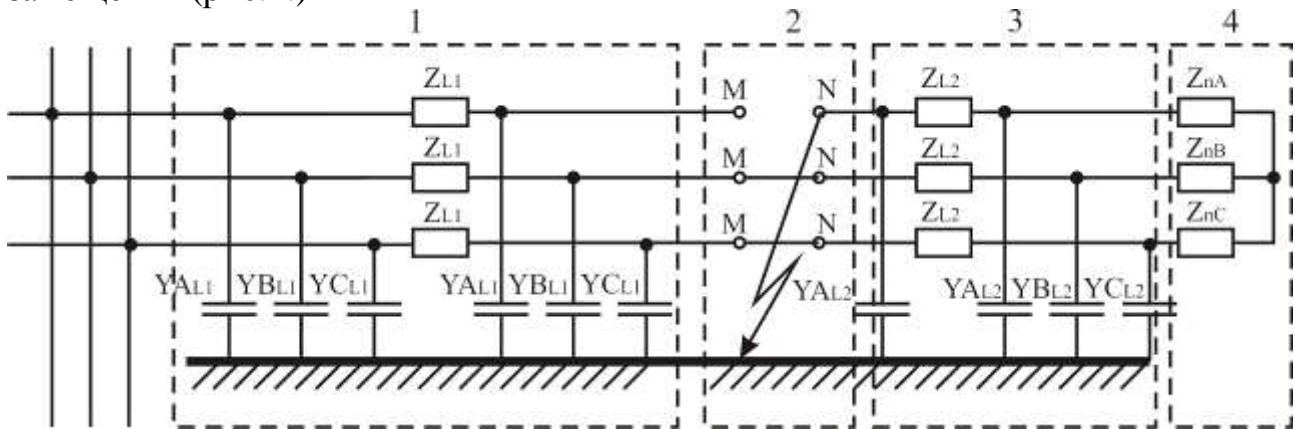 1 2 3 4
ZL1 M N ZL2 ZnA
ZL1 M N ZL2 ZnB
ZL1 M N ZL2 ZnC
YAL1 YBL1 YCL1 YAL1 YBL1 YCL1 YAL2 YAL2 YBL2 YCL2